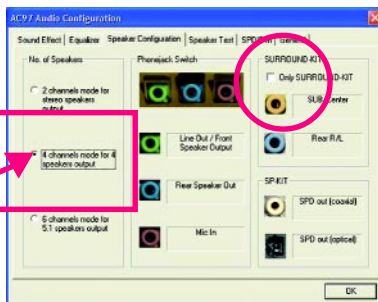 AC97 Audio Configuration
Sound Effect
Equalizer
Speaker Configuration
Speaker Test
General
No. of Speakers
2 channels mode for
stereo speakers
output
4 channels mode for 4
speakers output
6 channels mode for
5.1 speakers output
Phonejack Switch
Line Out / Front
Speaker Output
Rear Speaker Out
Mic In
SURROUND-KIT
Only SURROUND-KIT
SUB/Center
Rear R/L
SP-KIT
SPD out (coaxial)
SPD out (optical)
OK